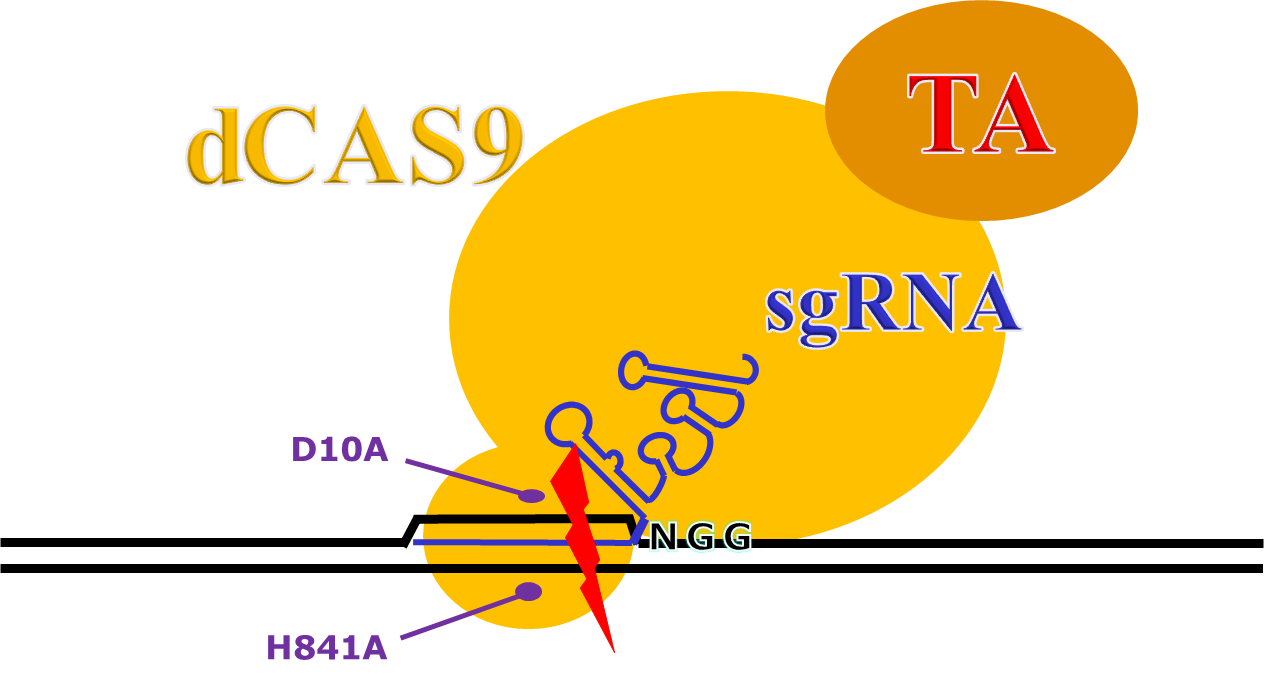 dCAS9
TA
sgRNA
D10A
NGG
H841A